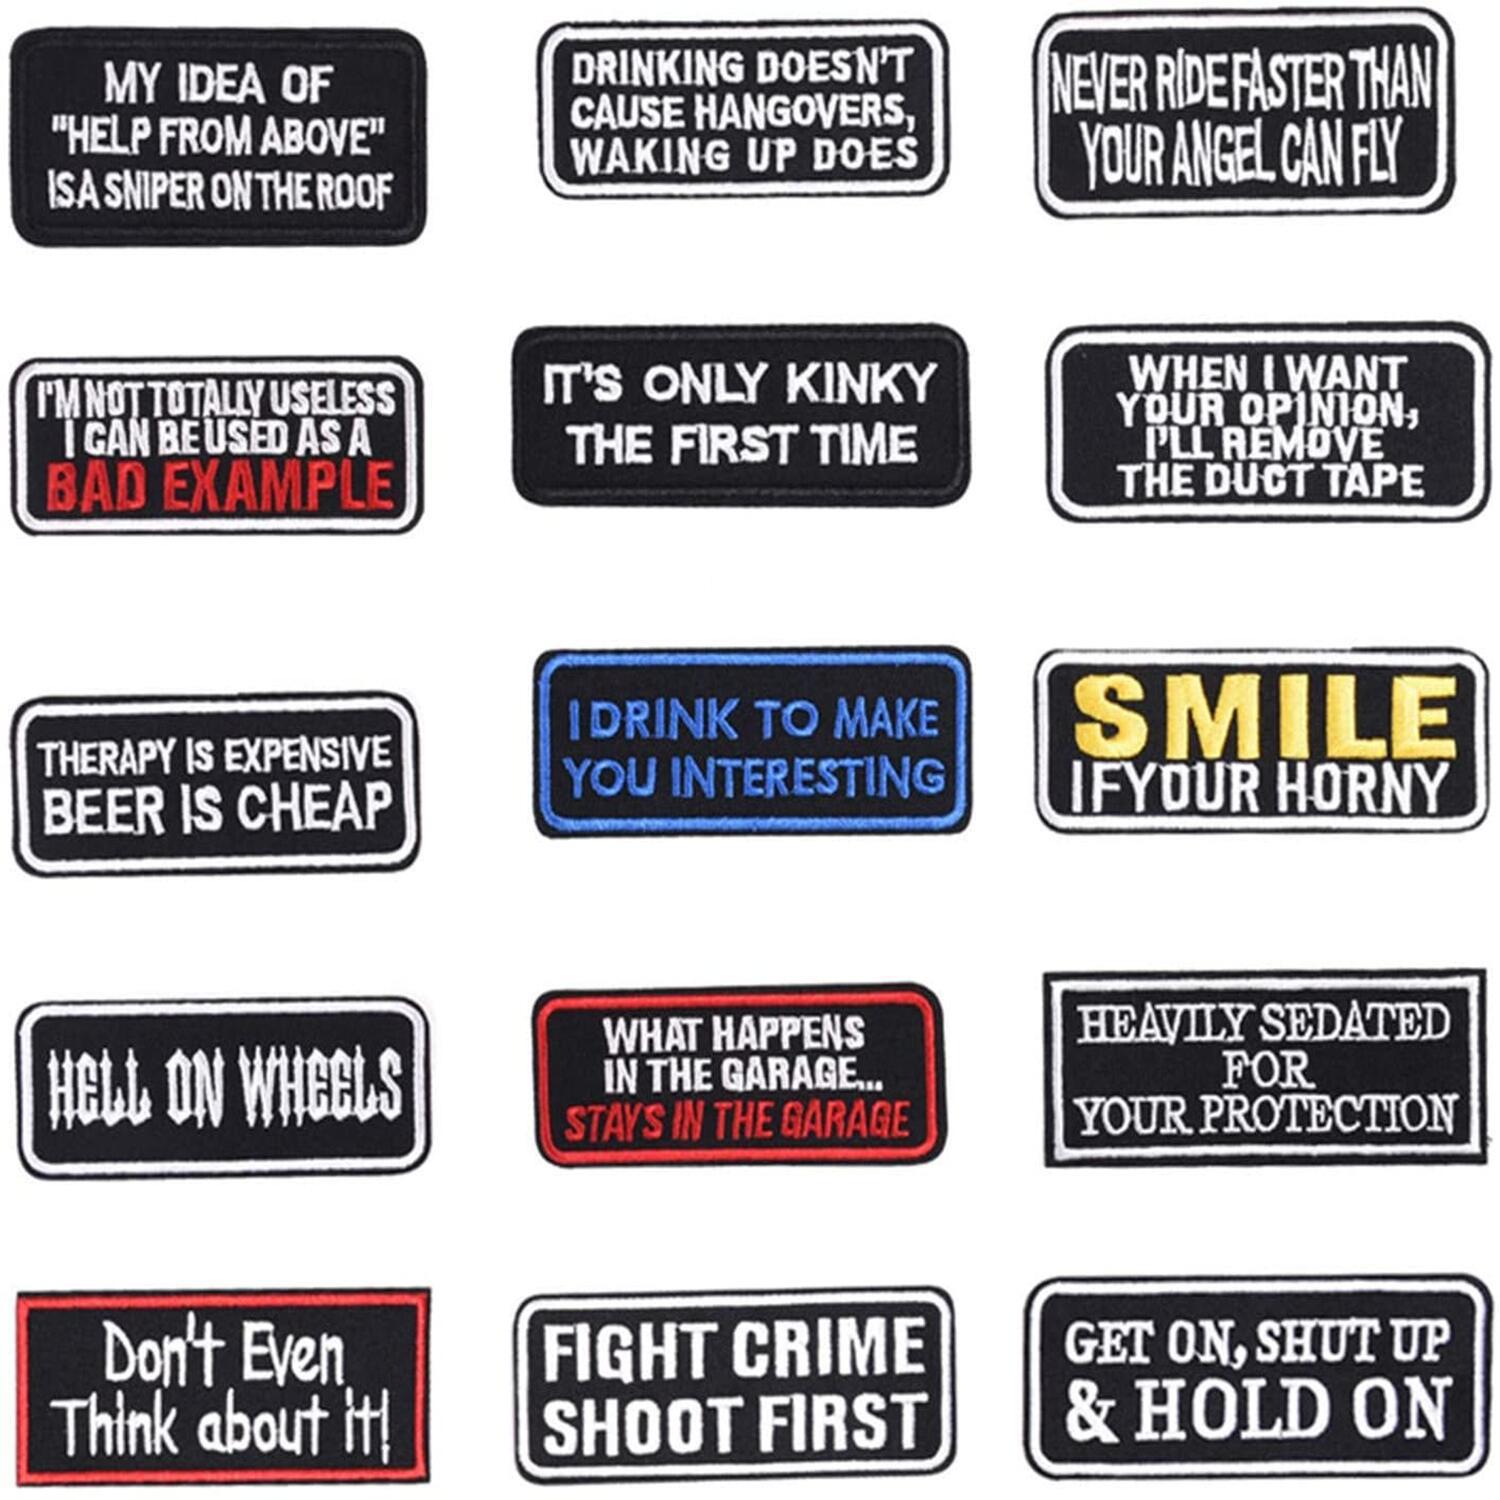 MY IDEA OF
"HELP FROM ABOVE"
IS A SNIPER ON THE ROOF
DRINKING DOESN'T
CAUSE HANGOVERS,
WAKING UP DOES
NEVER RIDE FASTER THAN
YOUR ANGEL CAN FLY
I'M NOT TOTALLY USELESS
I CAN BE USED AS A
BAD EXAMPLE
IT'S ONLY KINKY
THE FIRST TIME
WHEN I WANT
YOUR OPINION,
I'LL REMOVE
THE DUCT TAPE
THERAPY IS EXPENSIVE
BEER IS CHEAP
I DRINK TO MAKE
YOU INTERESTING
SMILE
IF YOUR HORNY
HELL ON WHEELS
WHAT HAPPENS
IN THE GARAGE...
STAYS IN THE GARAGE
HEAVILY SEDATED
FOR
YOUR PROTECTION
Don't Even
Think about it!
FIGHT CRIME
SHOOT FIRST
GET ON, SHUT UP
& HOLD ON